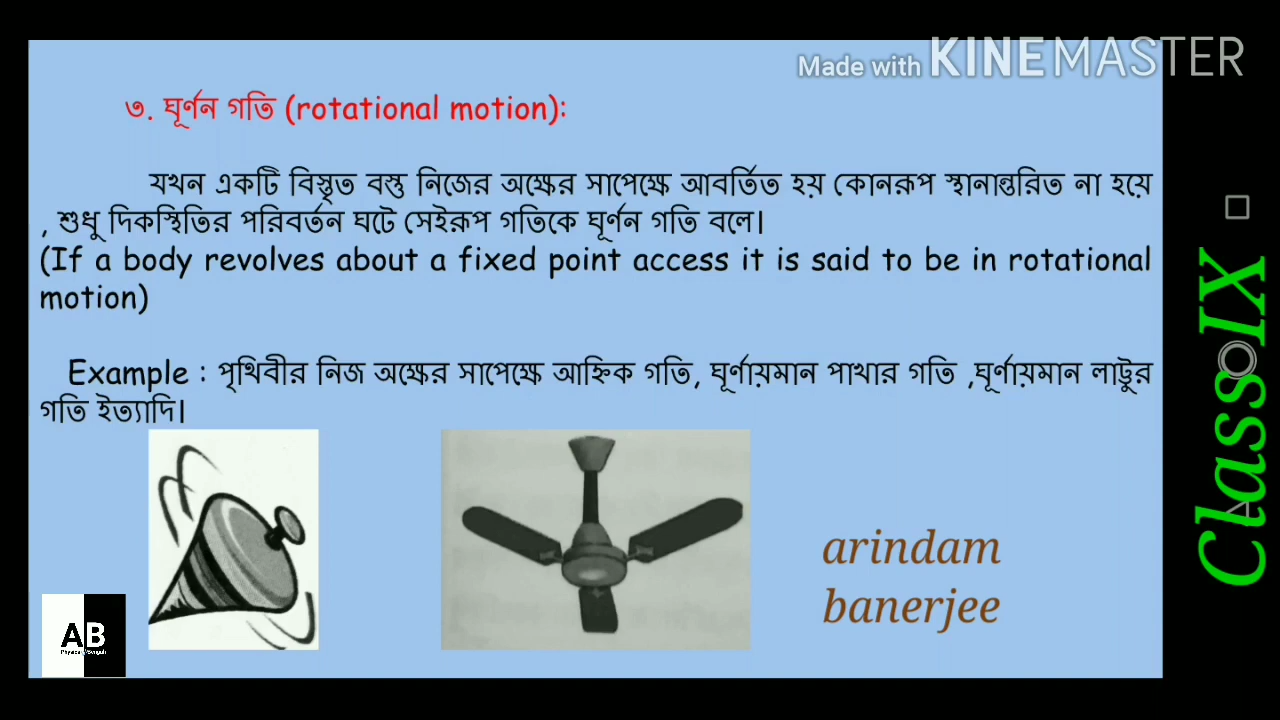 Made with KINEMASTER
৩. ঘূর্ণন গতি (rotational motion):
যখন একটি বিস্তৃত বস্তু নিজের অক্ষের সাপেক্ষে আবর্তিত হয় কোনরূপ স্থানান্তরিত না হয়ে
, শুধু দিকস্থিতির পরিবর্তন ঘটে সেইরূপ গতিকে ঘূর্ণন গতি বলে।
(If a body revolves about a fixed point access it is said to be in rotational
motion)
Example : পৃথিবীর নিজ অক্ষের সাপেক্ষে আহ্নিক গতি, ঘূর্ণায়মান পাখার গতি ,ঘূর্ণায়মান লাট্টুর
গতি ইত্যাদি।
arindam
banerjee
AB
Class IX